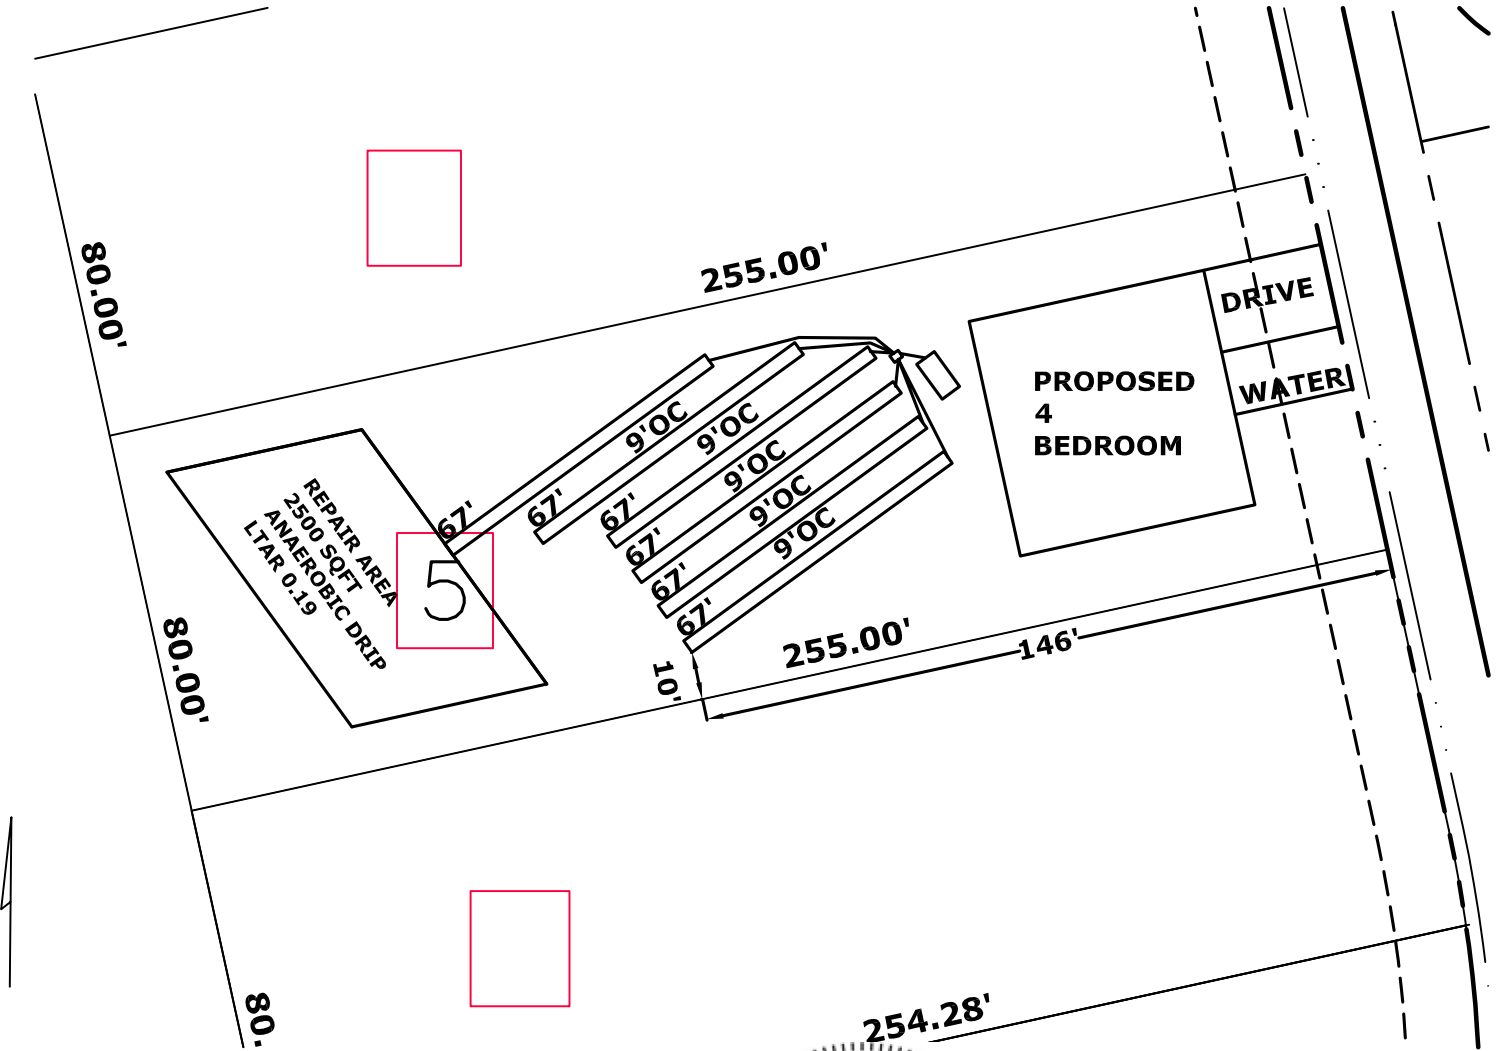 80.00'
255.00'
DRIVE
WATER
PROPOSED
4
BEDROOM
9'OC
9'OC
9'OC
9'OC
9'OC
67'
67'
67'
67'
67'
67'
REPAIR AREA
2500 SQFT
ANAEROBIC DRIP
LTAR 0.19
5
80.00'
10'
255.00'
146'
80.
254.28'